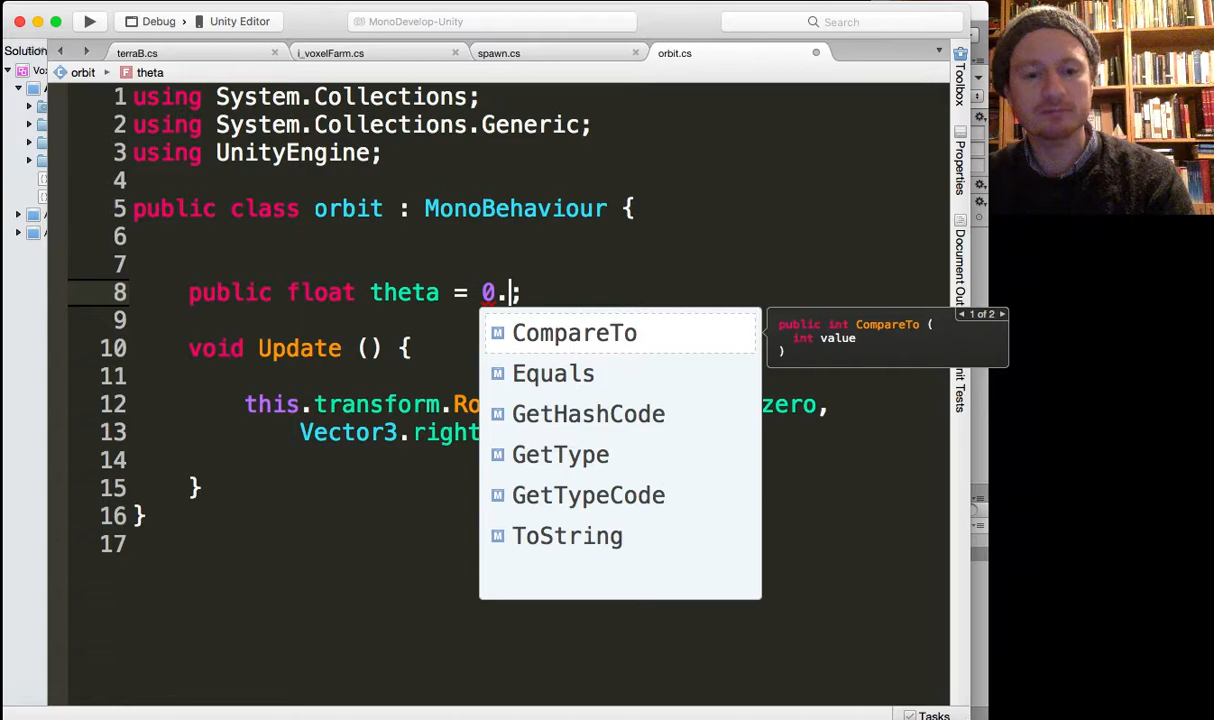 Debug
Unity Editor
MonoDevelop-Unity
Search
Solution
terraB.cs
i_voxelFarm.cs
spawn.cs
orbit.cs
Vo
orbit
theta
1 using System.Collections;
2 using System.Collections.Generic;
3 using UnityEngine;
4
5 public class orbit : MonoBehaviour {
6
7
8 public float theta = 0.;
9
10 void Update () {
11
12 this.transform.Ro zero,
13 Vector3.right
14
15 }
16 }
17
CompareTo
Equals
GetHashCode
GetType
GetTypeCode
ToString
1 of 2
public int CompareTo (
int value
)
Toolbox
Properties
Document Out
nit Tests
Tasks